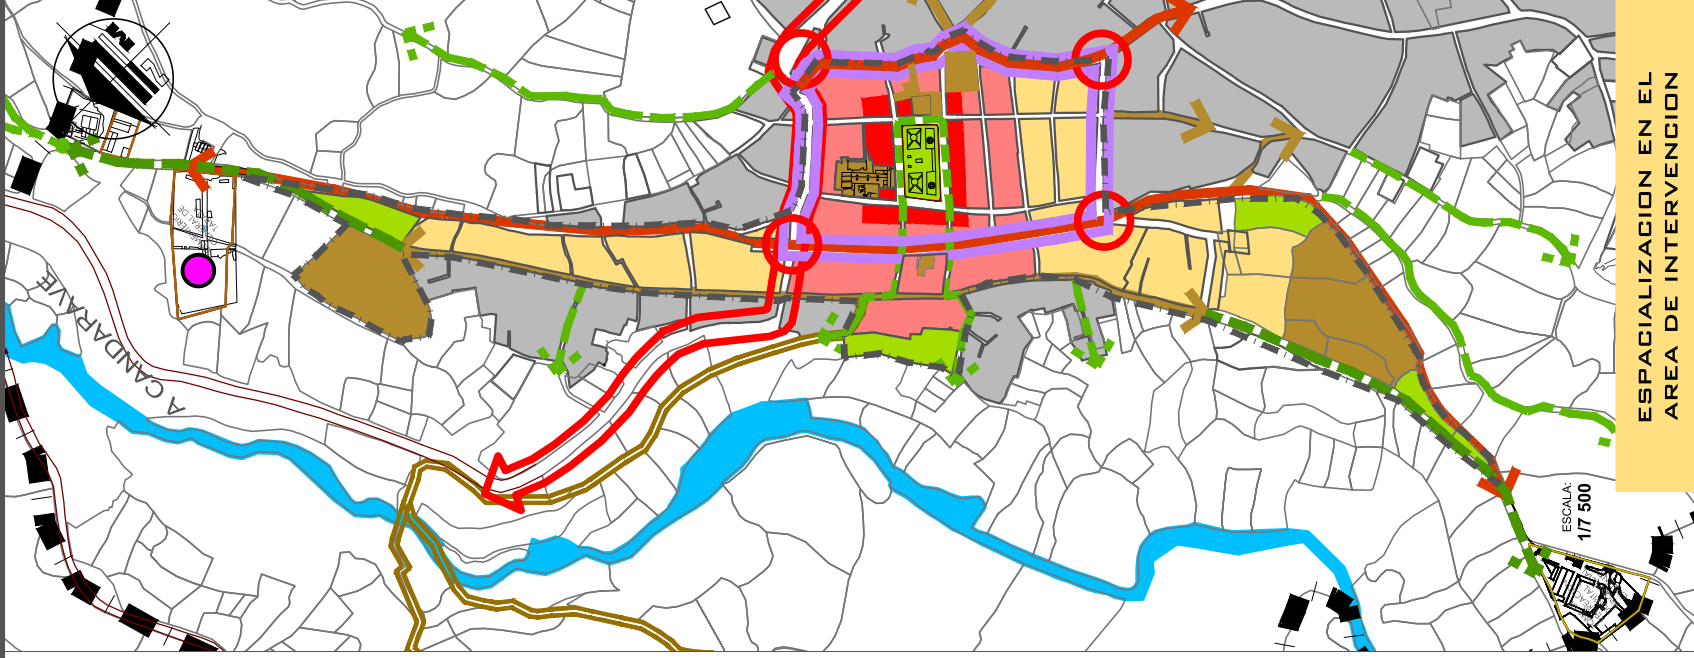 ESPACIALIZACION EN EL
AREA DE INTERVENCION
ESCALA:
1/7 500
A CANDARAVE